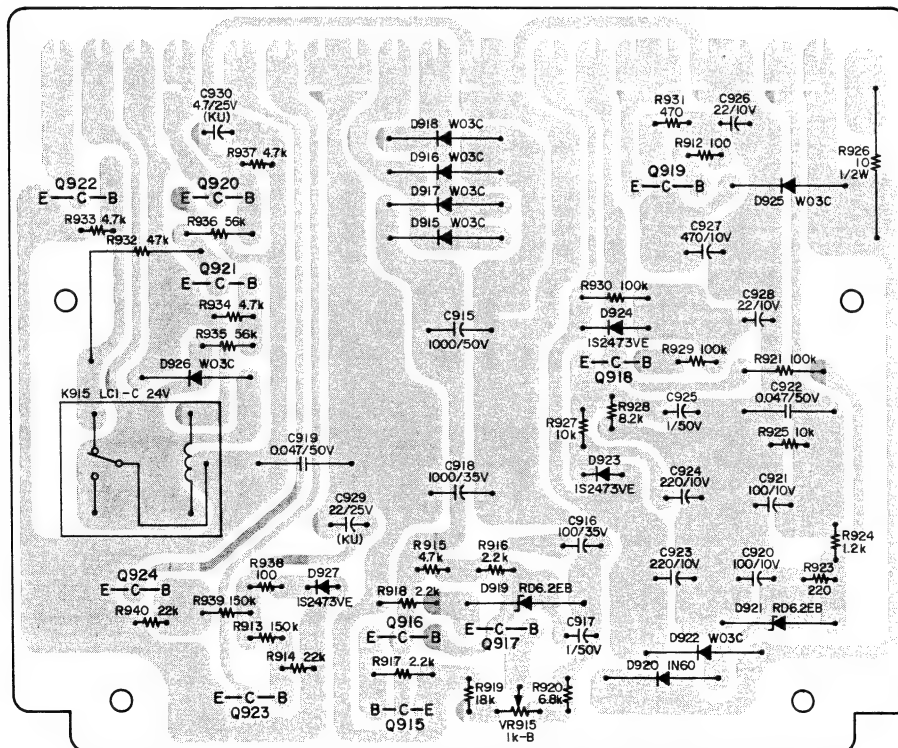 C930
4.7/25V
(KU)
R937 4.7k
Q922
E C B
Q920
E C B
R933 4.7k
R936 56k
R932 47k
Q921
E C B
R934 4.7k
R935 56k
D926 W03C
K915 LC1-C 24V
D918 W03C
D916 W03C
D917 W03C
D915 W03C
C915
1000/50V
C919
0.047/50V
C918
1000/35V
C929
22/25V
(KU)
R931
470
C926
22/10V
R912 100
Q919
E C B
R926
10
1/2W
D925 W03C
C927
470/10V
R930 100k
D924
1S2473VE
E C B
Q918
C928
22/10V
R929 100k
R921 100k
C922
0.047/50V
R928
8.2k
R927
10k
C925
1/50V
R925 10k
D923
1S2473VE
C924
220/10V
C921
100/10V
C916
100/35V
R924
1.2k
Q924
E C B
R940 22k
R938
100
R939 150k
R913 150k
R914 22k
E C B
Q923
D927
1S2473VE
R915
4.7k
R916
2.2k
R918 2.2k
D919 RD6.2EB
Q916
E C B
E C B
Q917
R917 2.2k
B C E
Q915
R919
18k
VR915
1k-B
R920
6.8k
C917
1/50V
C923
220/10V
C920
100/10V
R923
220
D921 RD6.2EB
D922 W03C
D920 1N60